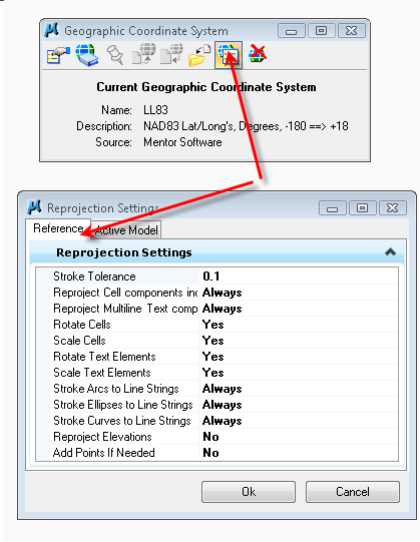 Geographic Coordinate System
Current Geographic Coordinate System
Name: LL83
Description: NAD83 Lat/Long's, Degrees, -180 ==> +18
Source: Mentor Software
Reprojection Settings
Reference Active Model
Reprojection Settings
Stroke Tolerance 0.1
Reproject Cell components inc Always
Reproject Multiline Text comp Always
Rotate Cells Yes
Scale Cells Yes
Rotate Text Elements Yes
Scale Text Elements Yes
Stroke Arcs to Line Strings Always
Stroke Ellipses to Line Strings Always
Stroke Curves to Line Strings Always
Reproject Elevations No
Add Points If Needed No
Ok Cancel